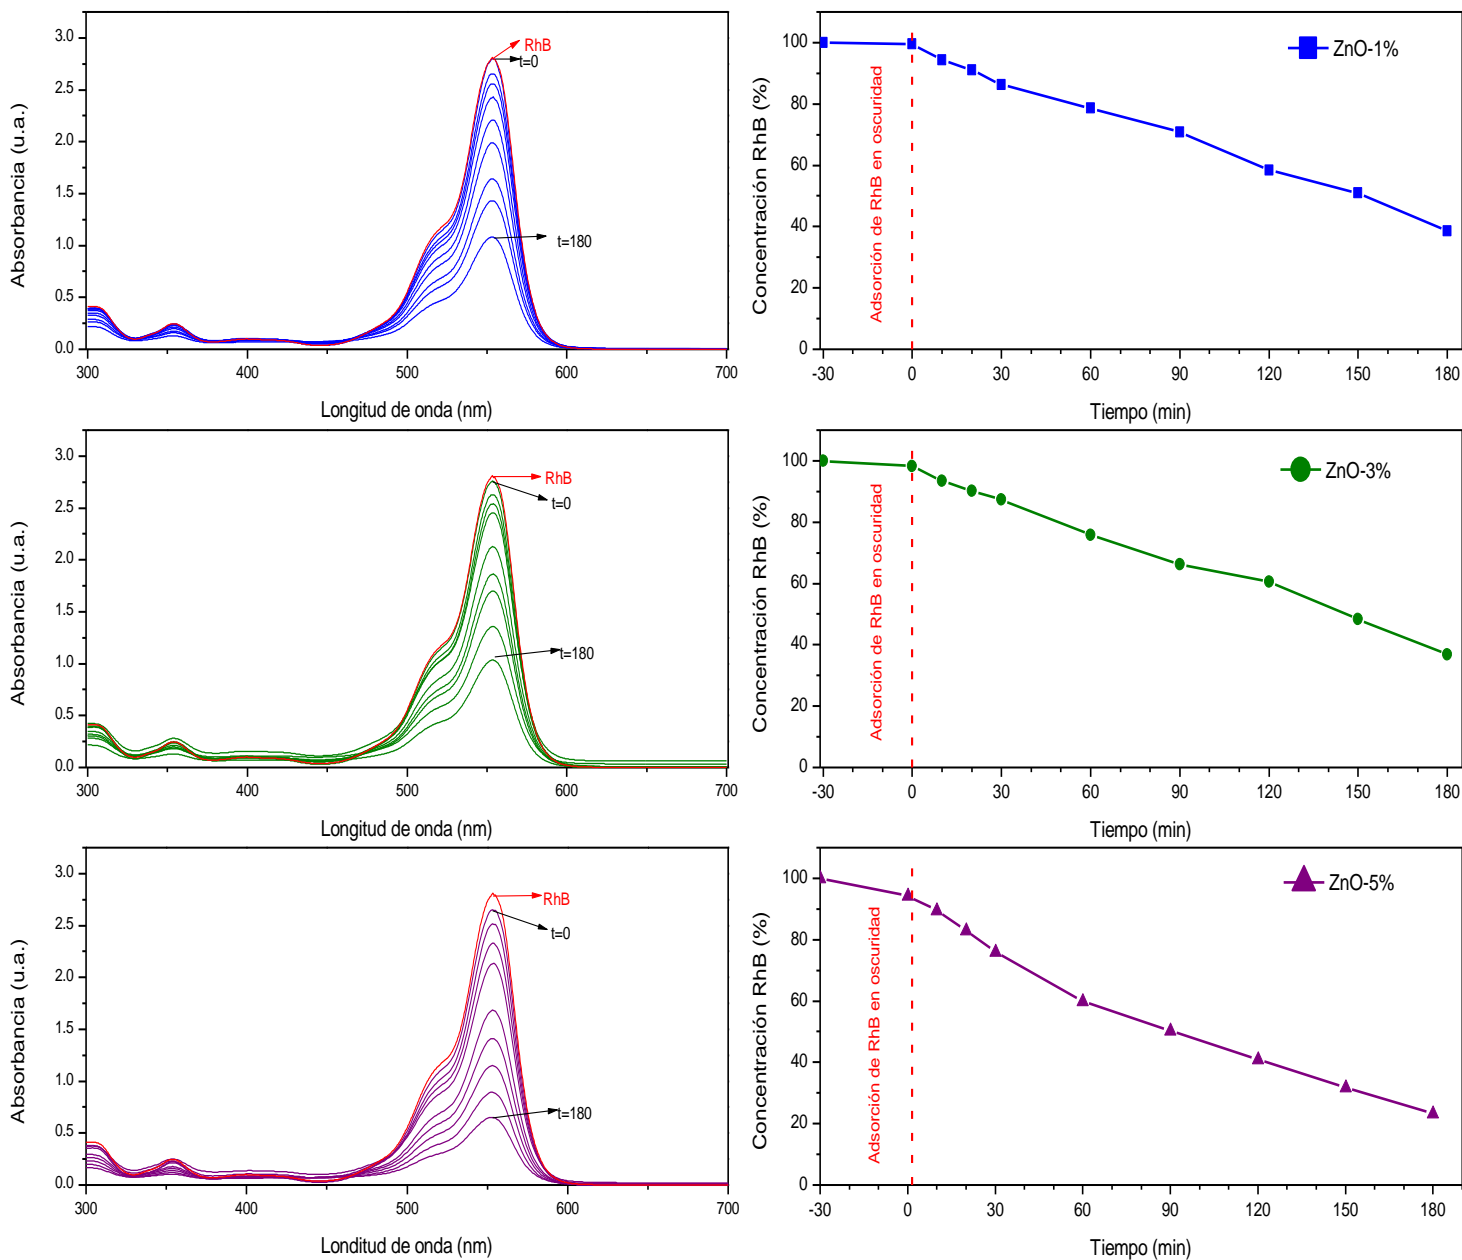 3.0
2.5
2.0
1.5
1.0
0.5
0.0
300
400
500
600
700
Absorbancia (u.a.)
Longitud de onda (nm)
RhB
t=0
t=180
100
80
60
40
20
0
-30
0
30
60
90
120
150
180
Concentración RhB (%)
Tiempo (min)
Adsorción de RhB en oscuridad
ZnO-1%
3.0
2.5
2.0
1.5
1.0
0.5
0.0
300
400
500
600
700
Absorbancia (u.a.)
Longitud de onda (nm)
RhB
t=0
t=180
100
80
60
40
20
0
-30
0
30
60
90
120
150
180
Concentración RhB (%)
Tiempo (min)
Adsorción de RhB en oscuridad
ZnO-3%
3.0
2.5
2.0
1.5
1.0
0.5
0.0
300
400
500
600
700
Absorbancia (u.a.)
Londitud de onda (nm)
RhB
t=0
t=180
100
80
60
40
20
0
-30
0
30
60
90
120
150
180
Concentración RhB (%)
Tiempo (min)
Adsorción de RhB en oscuridad
ZnO-5%